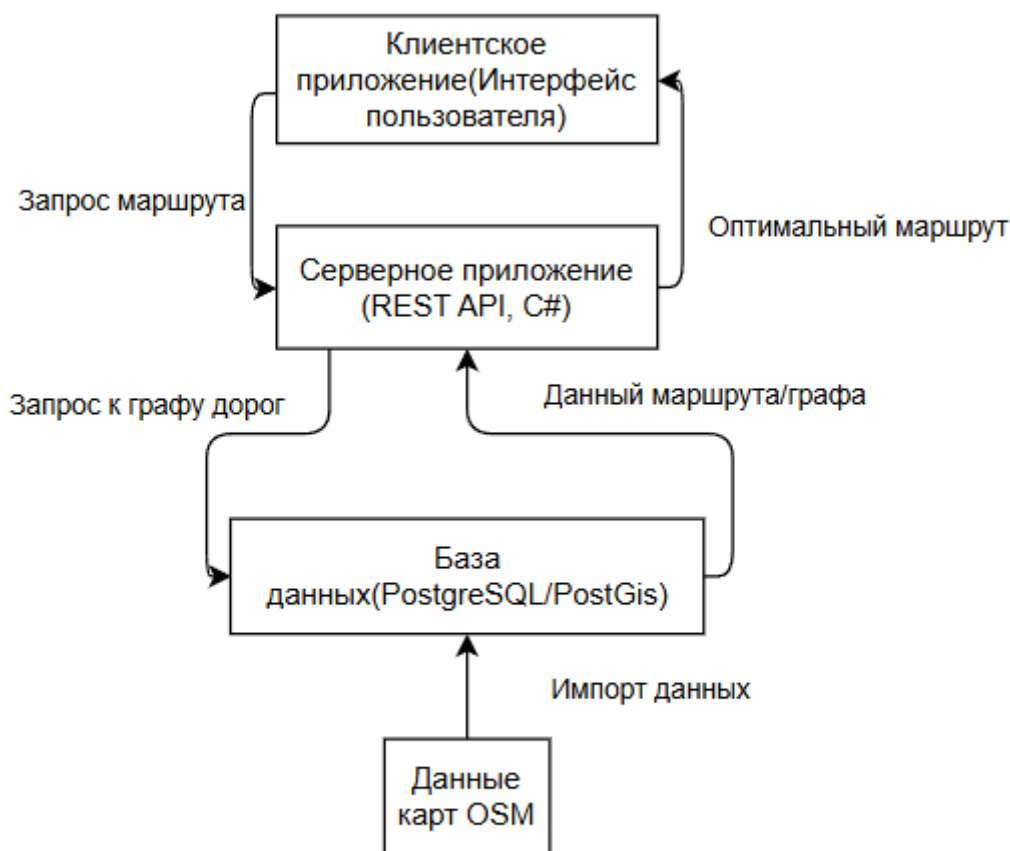 Клиентское
приложение(Интерфейс
пользователя)
Запрос маршрута
Оптимальный маршрут
Серверное приложение
(REST API, C#)
Запрос к графу дорог
Данный маршрута/графа
База
данных(PostgreSQL/PostGis)
Импорт данных
Данные
карт OSM